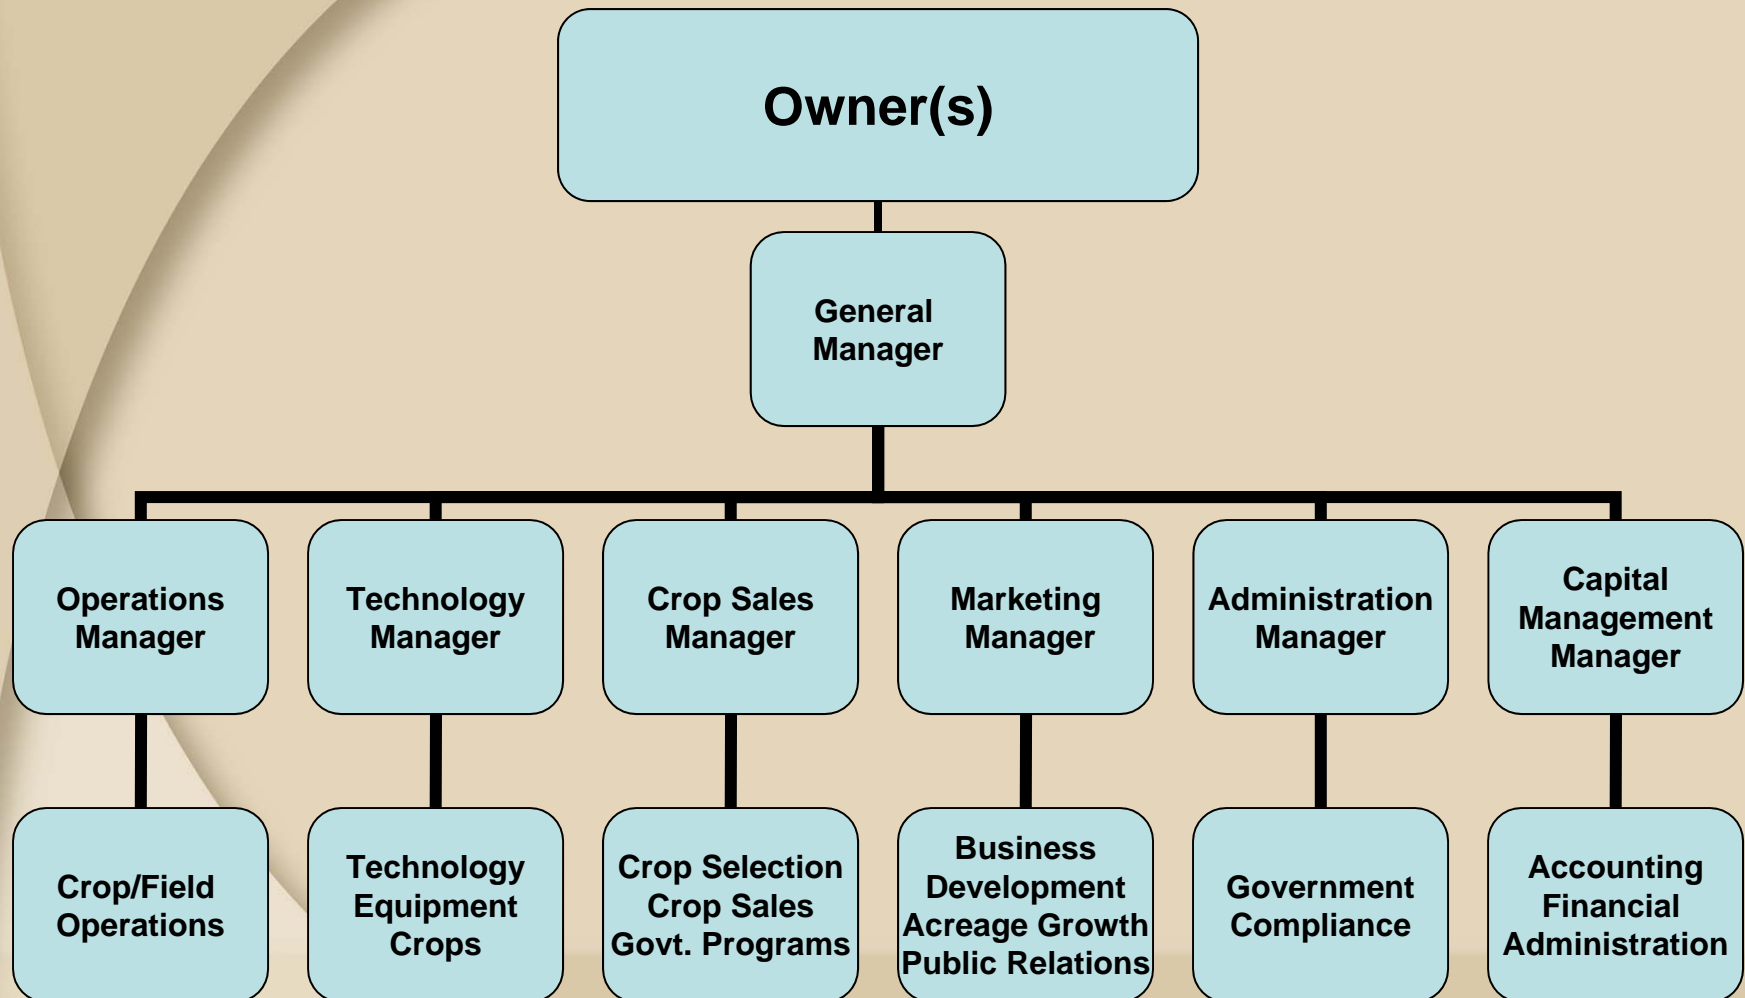 Owner(s)
General
Manager
Operations
Manager
Technology
Manager
Crop Sales
Manager
Marketing
Manager
Administration
Manager
Capital
Management
Manager
Crop/Field
Operations
Technology
Equipment
Crops
Crop Selection
Crop Sales
Govt. Programs
Business
Development
Acreage Growth
Public Relations
Government
Compliance
Accounting
Financial
Administration